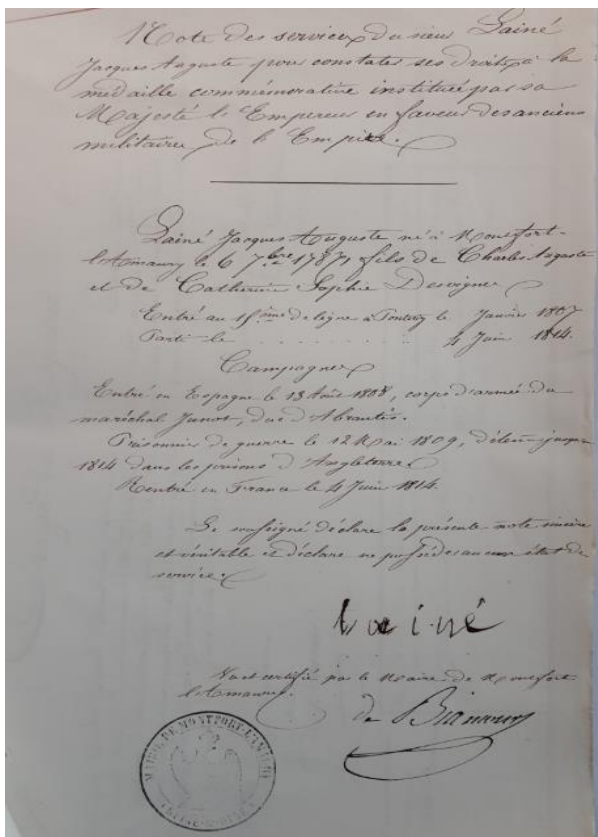 Note des services du sieur Lainé
Jacques Auguste pour constater ses droits à la
médaille commémorative instituée par sa
Majesté l'Empereur en faveur des anciens
militaires de l'Empire.
Lainé Jacques Auguste né à Montfort-
l'Amaury le 6 7bre 1787, fils de Charles Auguste
et de Catherine Sophie Desvignes
Entré au 15ème de ligne à Pontivy le Janvier 1807
Parti le . . . . . . . . 4 Juin 1814.
Campagnes
Entré en Espagne le 13 Août 1808, corps d'armée du
maréchal Junot, duc d'Abrantès.
Prisonnier de guerre le 12 Mai 1809, détenu jusqu'en
1814 dans les prisons d'Angleterre.
Rentré en France le 4 Juin 1814.
Le soussigné déclare la présente note sincère
et véritable et déclare ne posséder aucun état de
service.
Lainé
Vu et certifié par le Maire de Montfort
l'Amaury.
de
MAIRIE DE MONTFORT-L'AMAURY